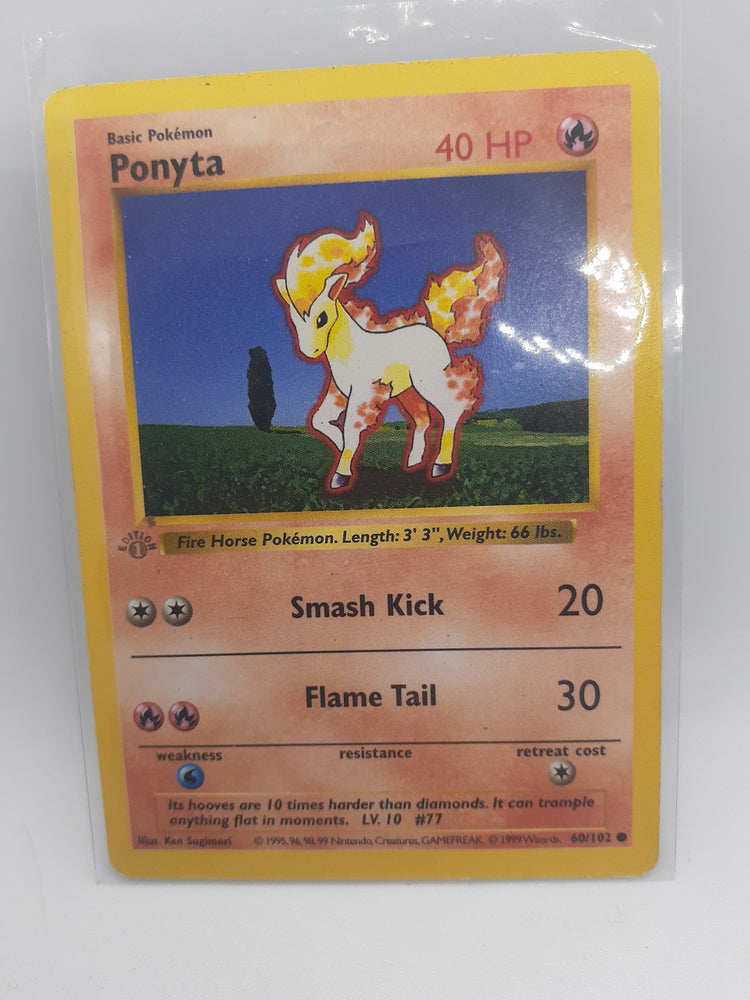 Basic Pokémon
Ponyta
40 HP
EDITION
1
Fire Horse Pokémon. Length: 3' 3", Weight: 66 lbs.
Smash Kick 20
Flame Tail 30
weakness resistance retreat cost
Its hooves are 10 times harder than diamonds. It can trample
anything flat in moments. LV. 10 #77
Illus. Ken Sugimori © 1995, 96, 98, 99 Nintendo, Creatures, GAMEFREAK. © 1999 Wizards. 60/102